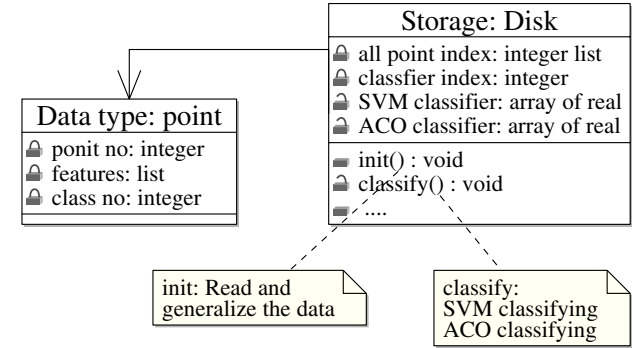 Storage: Disk
all point index: integer list
classfier index: integer
SVM classifier: array of real
ACO classifier: array of real
init() : void
classify() : void
....
Data type: point
ponit no: integer
features: list
class no: integer
init: Read and
generalize the data
classify:
SVM classifying
ACO classifying